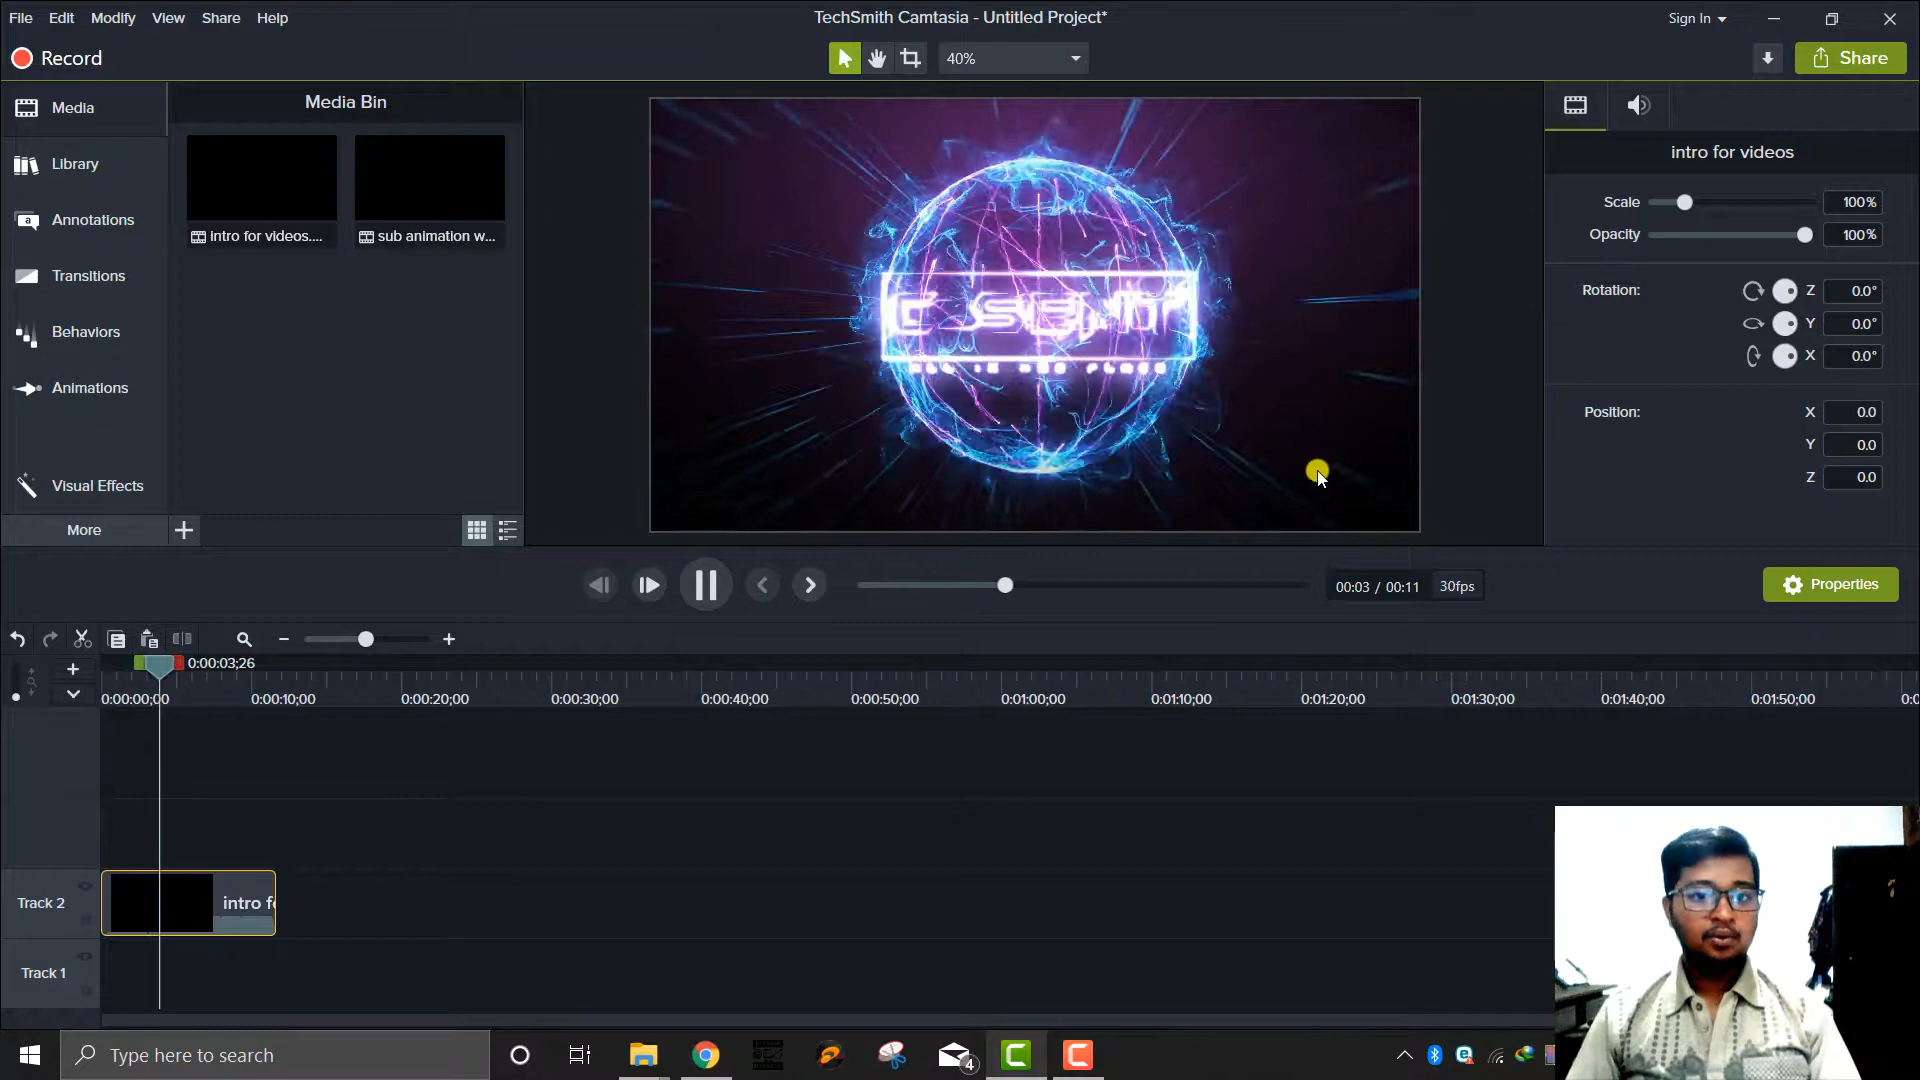 File Edit Modify View Share Help
TechSmith Camtasia - Untitled Project*
Sign In
Record
40%
Share
Media
Library
Annotations
Transitions
Behaviors
Animations
Visual Effects
More
Media Bin
intro for videos....
sub animation w...
intro for videos
Scale 100%
Opacity 100%
Rotation: Z 0.0°
Y 0.0°
X 0.0°
Position: X 0.0
Y 0.0
Z 0.0
00:03 / 00:11 30fps
Properties
0:00:03;26
0:00:00;00 0:00:10;00 0:00:20;00 0:00:30;00 0:00:40;00 0:00:50;00 0:01:00;00 0:01:10;00 0:01:20;00 0:01:30;00 0:01:40;00 0:01:50;00
Track 2
intro fo
Track 1
Type here to search
4